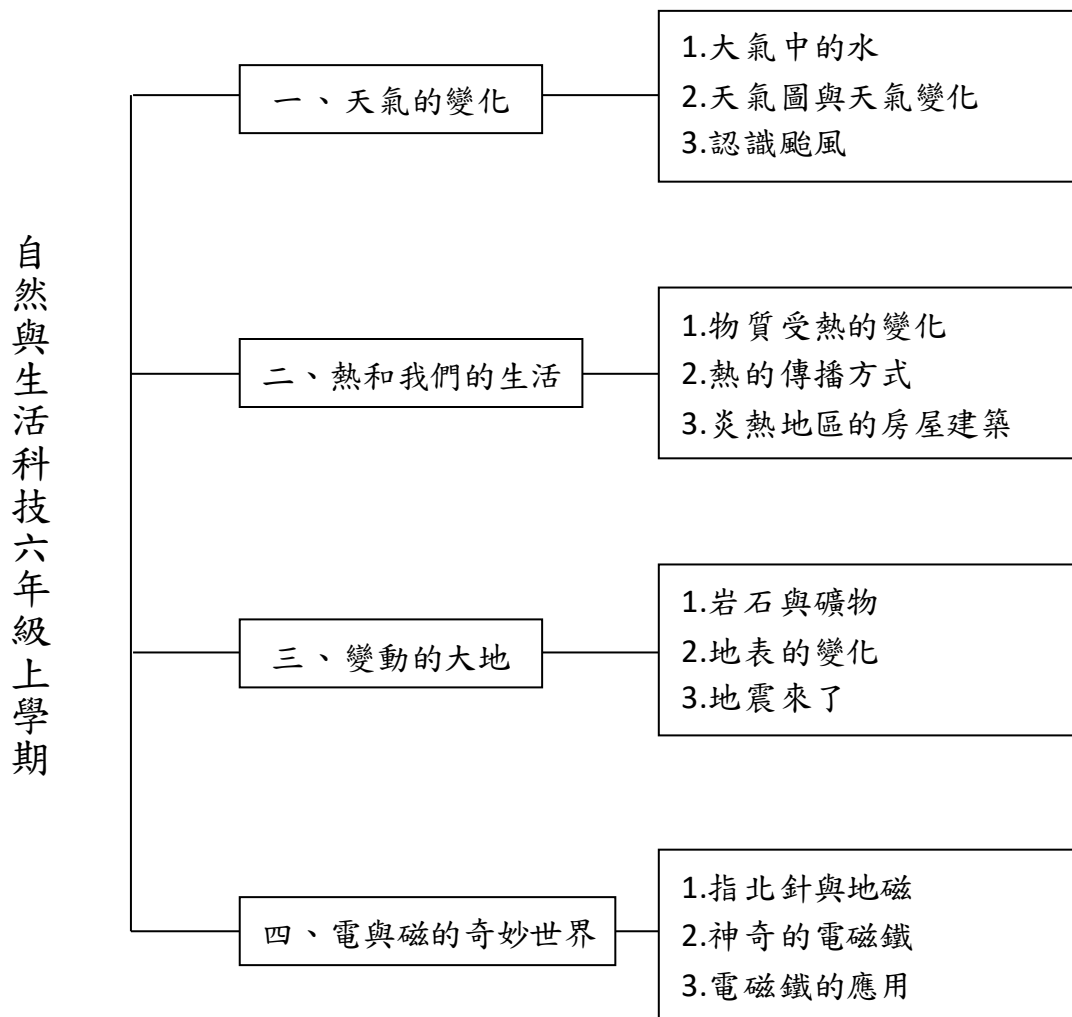 自然與生活科技六年級上學期
一、天氣的變化
1.大氣中的水
2.天氣圖與天氣變化
3.認識颱風
二、熱和我們的生活
1.物質受熱的變化
2.熱的傳播方式
3.炎熱地區的房屋建築
三、變動的大地
1.岩石與礦物
2.地表的變化
3.地震來了
四、電與磁的奇妙世界
1.指北針與地磁
2.神奇的電磁鐵
3.電磁鐵的應用